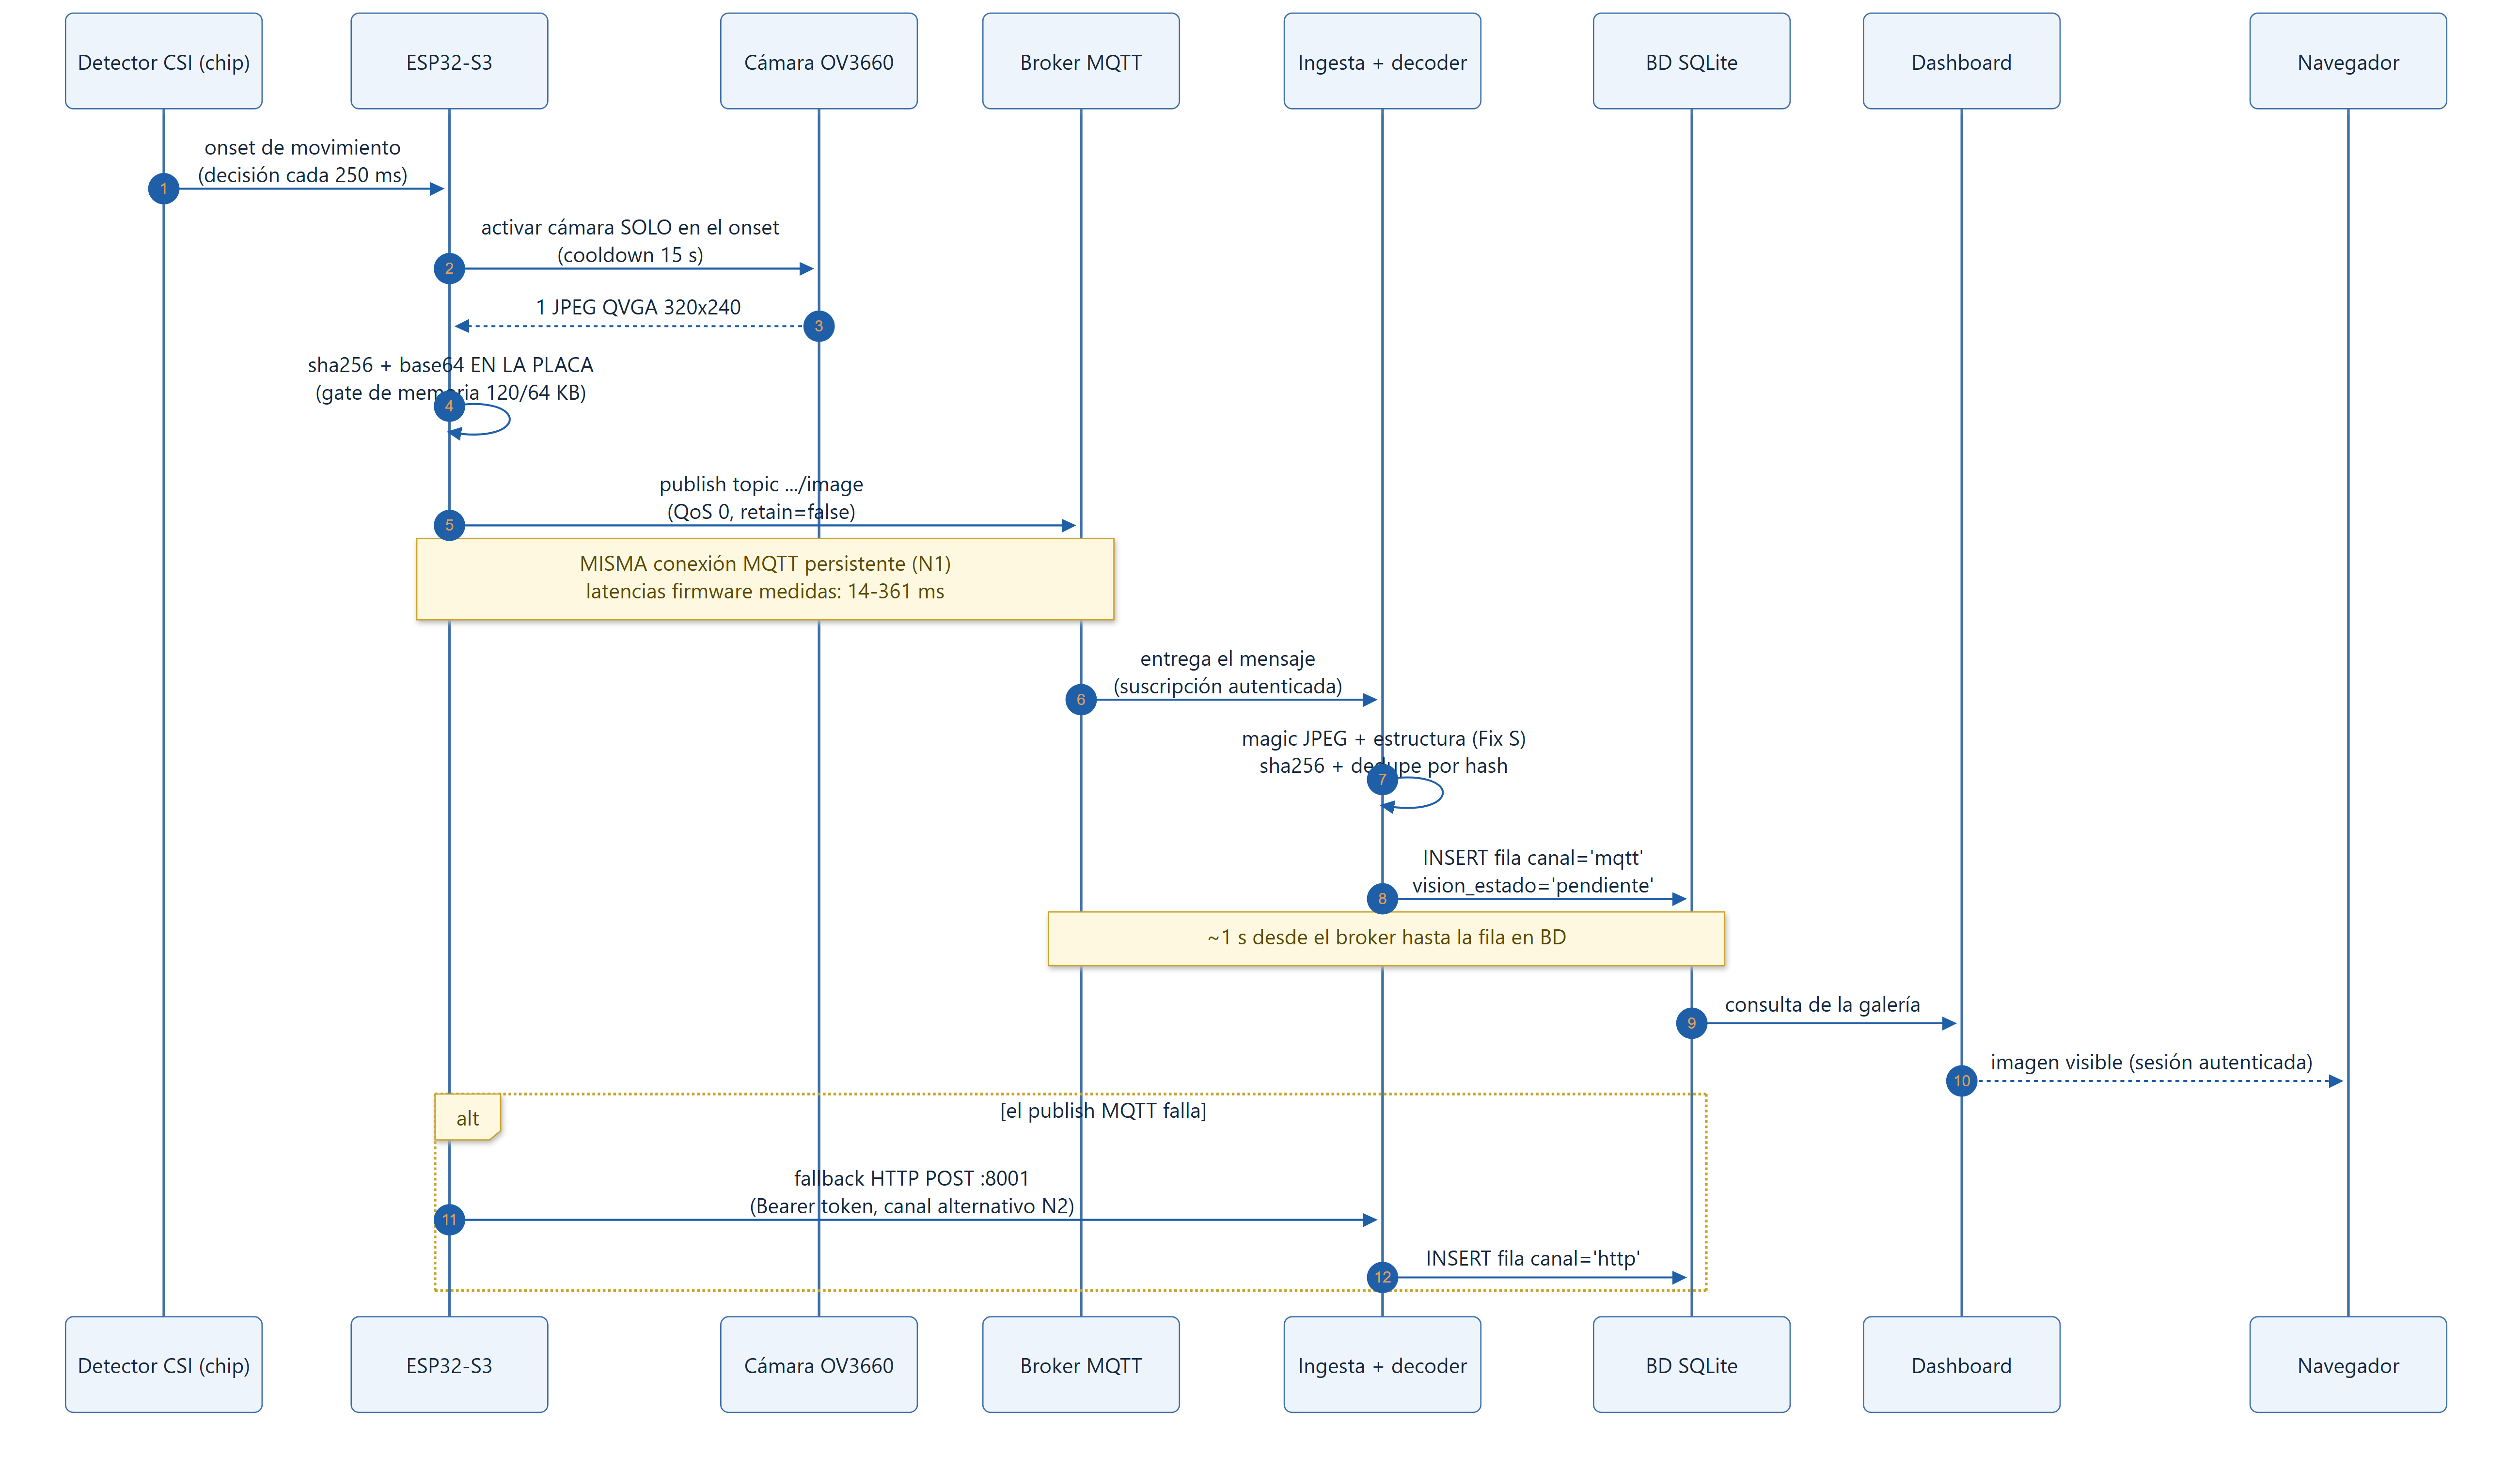 Detector CSI (chip)
ESP32-S3
Cámara OV3660
Broker MQTT
Ingesta + decoder
BD SQLite
Dashboard
Navegador
onset de movimiento
(decisión cada 250 ms)
1
activar cámara SOLO en el onset
(cooldown 15 s)
2
1 JPEG QVGA 320x240
3
sha256 + base64 EN LA PLACA
(gate de memoria 120/64 KB)
4
publish topic .../image
(QoS 0, retain=false)
5
MISMA conexión MQTT persistente (N1)
latencias firmware medidas: 14-361 ms
entrega el mensaje
(suscripción autenticada)
6
magic JPEG + estructura (Fix S)
sha256 + dedupe por hash
7
INSERT fila canal='mqtt'
vision_estado='pendiente'
8
~1 s desde el broker hasta la fila en BD
consulta de la galería
9
imagen visible (sesión autenticada)
10
alt
[el publish MQTT falla]
fallback HTTP POST :8001
(Bearer token, canal alternativo N2)
11
INSERT fila canal='http'
12
Detector CSI (chip)
ESP32-S3
Cámara OV3660
Broker MQTT
Ingesta + decoder
BD SQLite
Dashboard
Navegador